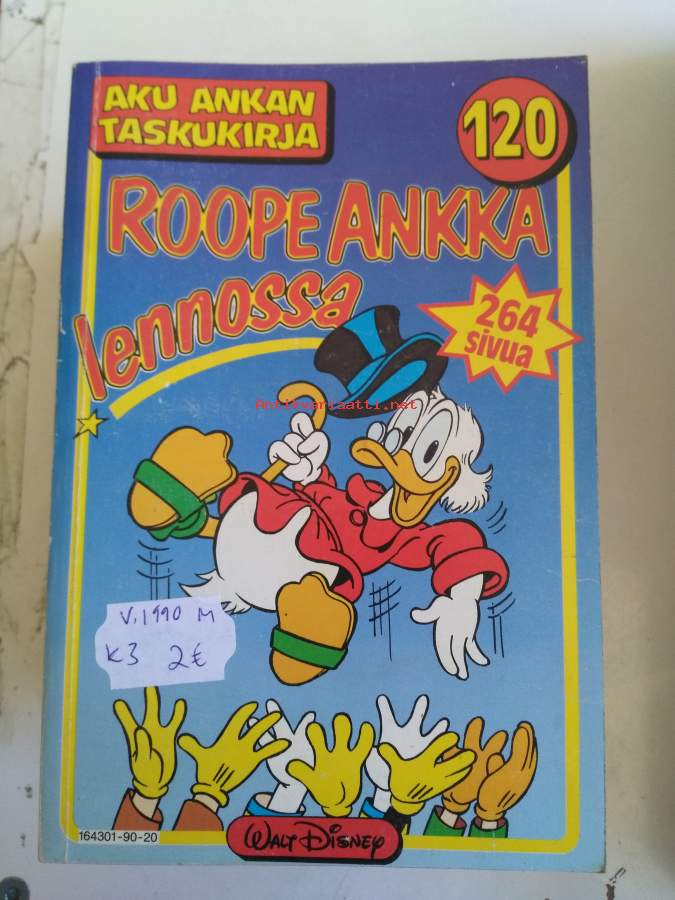 AKU ANKAN
TASKUKIRJA
120
ROOPE ANKKA
lennossa
264
sivua
Antikvariaatti.net
V.1990 M
K3 2€
164301-90-20
WALT DISNEY